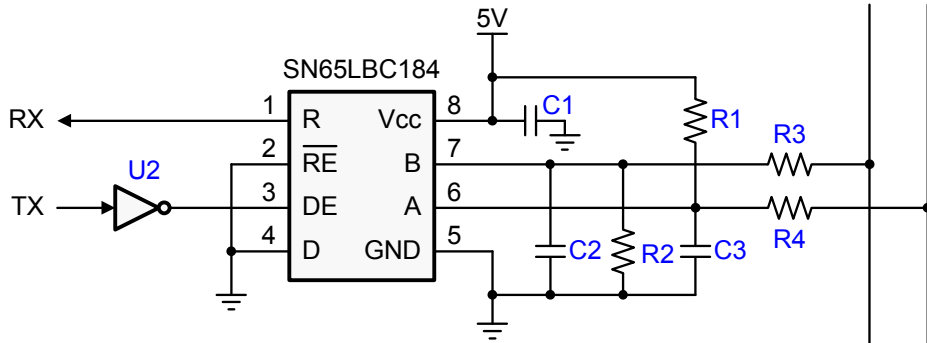 5V
SN65LBC184
RX
1
R
Vcc
8
C1
R1
2
RE
B
7
R3
U2
TX
3
DE
A
6
R4
4
D
GND
5
C2
R2
C3